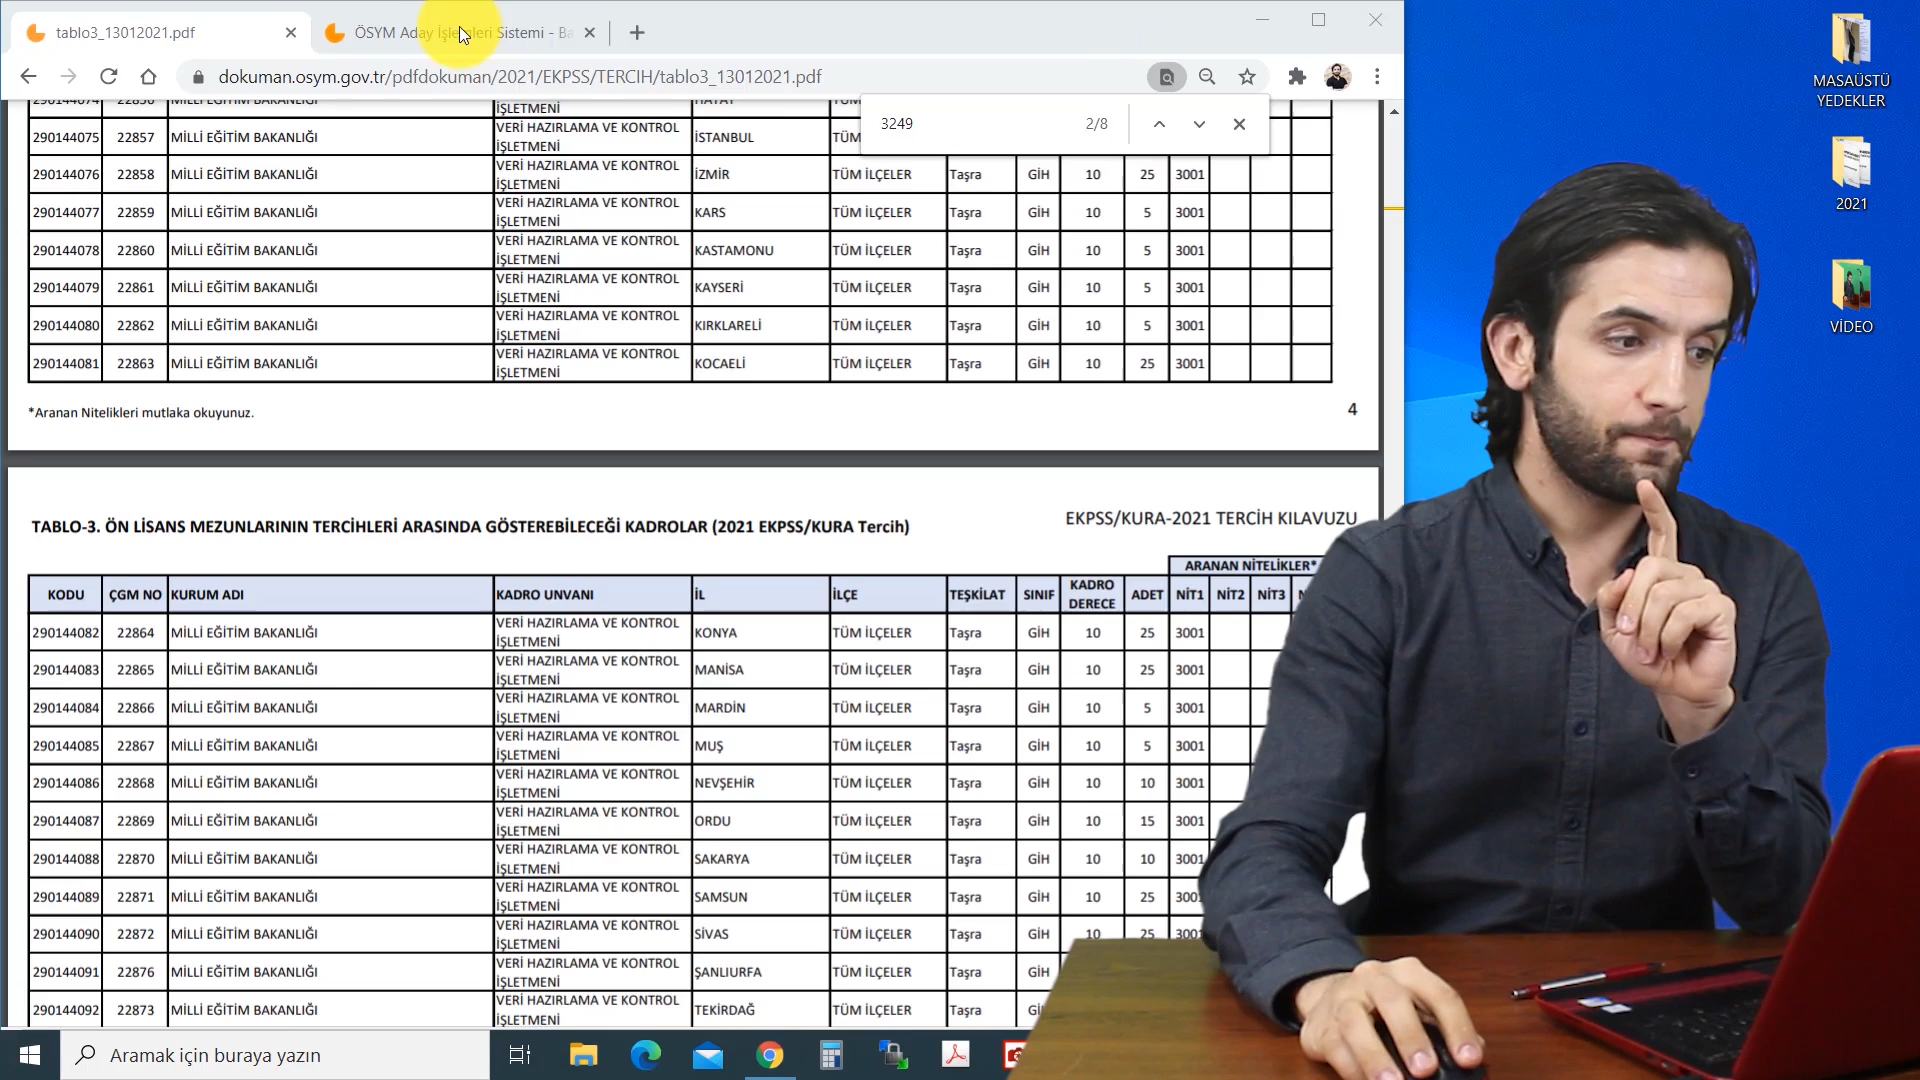 tablo3_13012021.pdf
ÖSYM Aday İşlemleri Sistemi - Ba
dokuman.osym.gov.tr/pdfdokuman/2021/EKPSS/TERCIH/tablo3_13012021.pdf
3249 2/8
MASAÜSTÜ YEDEKLER
2021
VİDEO
İŞLETMENİ
290144075 22857 MİLLİ EĞİTİM BAKANLIĞI VERİ HAZIRLAMA VE KONTROL İŞLETMENİ İSTANBUL
290144076 22858 MİLLİ EĞİTİM BAKANLIĞI VERİ HAZIRLAMA VE KONTROL İŞLETMENİ İZMİR TÜM İLÇELER Taşra GİH 10 25 3001
290144077 22859 MİLLİ EĞİTİM BAKANLIĞI VERİ HAZIRLAMA VE KONTROL İŞLETMENİ KARS TÜM İLÇELER Taşra GİH 10 5 3001
290144078 22860 MİLLİ EĞİTİM BAKANLIĞI VERİ HAZIRLAMA VE KONTROL İŞLETMENİ KASTAMONU TÜM İLÇELER Taşra GİH 10 5 3001
290144079 22861 MİLLİ EĞİTİM BAKANLIĞI VERİ HAZIRLAMA VE KONTROL İŞLETMENİ KAYSERİ TÜM İLÇELER Taşra GİH 10 5 3001
290144080 22862 MİLLİ EĞİTİM BAKANLIĞI VERİ HAZIRLAMA VE KONTROL İŞLETMENİ KIRKLARELİ TÜM İLÇELER Taşra GİH 10 5 3001
290144081 22863 MİLLİ EĞİTİM BAKANLIĞI VERİ HAZIRLAMA VE KONTROL İŞLETMENİ KOCAELİ TÜM İLÇELER Taşra GİH 10 25 3001
*Aranan Nitelikleri mutlaka okuyunuz. 4
EKPSS/KURA-2021 TERCİH KILAVUZU
TABLO-3. ÖN LİSANS MEZUNLARININ TERCİHLERİ ARASINDA GÖSTEREBİLECEĞİ KADROLAR (2021 EKPSS/KURA Tercih)
ARANAN NİTELİKLER*
KODU ÇGM NO KURUM ADI KADRO UNVANI İL İLÇE TEŞKİLAT SINIF KADRO DERECE ADET NİT1 NİT2 NİT3
290144082 22864 MİLLİ EĞİTİM BAKANLIĞI VERİ HAZIRLAMA VE KONTROL İŞLETMENİ KONYA TÜM İLÇELER Taşra GİH 10 25 3001
290144083 22865 MİLLİ EĞİTİM BAKANLIĞI VERİ HAZIRLAMA VE KONTROL İŞLETMENİ MANİSA TÜM İLÇELER Taşra GİH 10 25 3001
290144084 22866 MİLLİ EĞİTİM BAKANLIĞI VERİ HAZIRLAMA VE KONTROL İŞLETMENİ MARDİN TÜM İLÇELER Taşra GİH 10 5 3001
290144085 22867 MİLLİ EĞİTİM BAKANLIĞI VERİ HAZIRLAMA VE KONTROL İŞLETMENİ MUŞ TÜM İLÇELER Taşra GİH 10 5 3001
290144086 22868 MİLLİ EĞİTİM BAKANLIĞI VERİ HAZIRLAMA VE KONTROL İŞLETMENİ NEVŞEHİR TÜM İLÇELER Taşra GİH 10 10 3001
290144087 22869 MİLLİ EĞİTİM BAKANLIĞI VERİ HAZIRLAMA VE KONTROL İŞLETMENİ ORDU TÜM İLÇELER Taşra GİH 10 15 3001
290144088 22870 MİLLİ EĞİTİM BAKANLIĞI VERİ HAZIRLAMA VE KONTROL İŞLETMENİ SAKARYA TÜM İLÇELER Taşra GİH 10 10 3001
290144089 22871 MİLLİ EĞİTİM BAKANLIĞI VERİ HAZIRLAMA VE KONTROL İŞLETMENİ SAMSUN TÜM İLÇELER Taşra GİH 10 25 3001
290144090 22872 MİLLİ EĞİTİM BAKANLIĞI VERİ HAZIRLAMA VE KONTROL İŞLETMENİ SİVAS TÜM İLÇELER Taşra GİH 10 25 3001
290144091 22876 MİLLİ EĞİTİM BAKANLIĞI VERİ HAZIRLAMA VE KONTROL İŞLETMENİ ŞANLIURFA TÜM İLÇELER Taşra GİH
290144092 22873 MİLLİ EĞİTİM BAKANLIĞI VERİ HAZIRLAMA VE KONTROL İŞLETMENİ TEKİRDAĞ TÜM İLÇELER Taşra
Aramak için buraya yazın